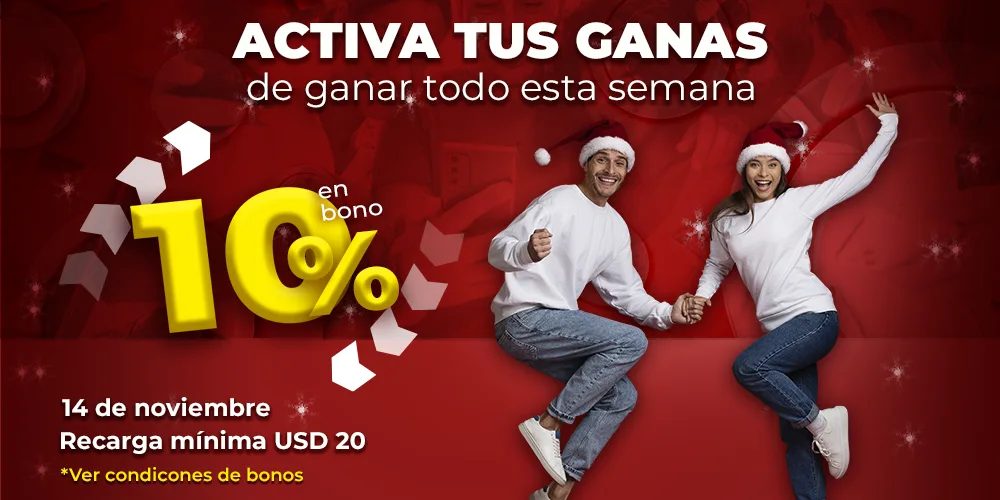 ACTIVA TUS GANAS
de ganar todo esta semana
10%
en
bono
14 de noviembre
Recarga mínima USD 20
*Ver condicones de bonos